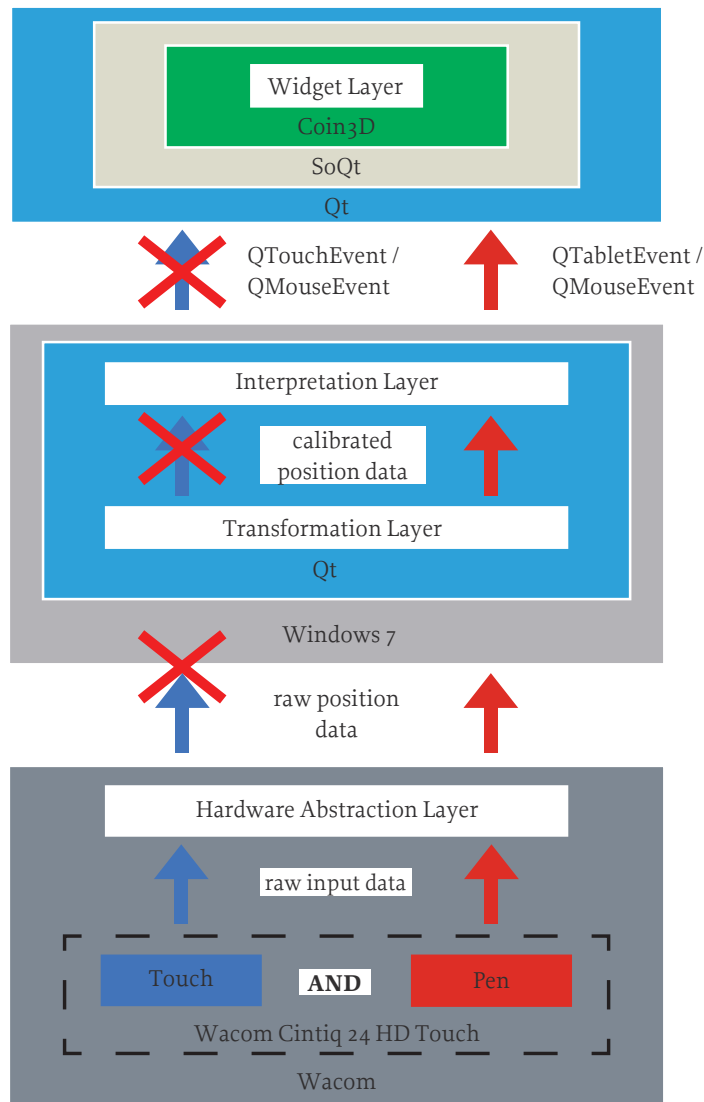 Widget Layer
Coin3D
SoQt
Qt
QTouchEvent /
QMouseEvent
QTabletEvent /
QMouseEvent
Interpretation Layer
calibrated
position data
Transformation Layer
Qt
Windows 7
raw position
data
Hardware Abstraction Layer
raw input data
Touch
AND
Pen
Wacom Cintiq 24 HD Touch
Wacom